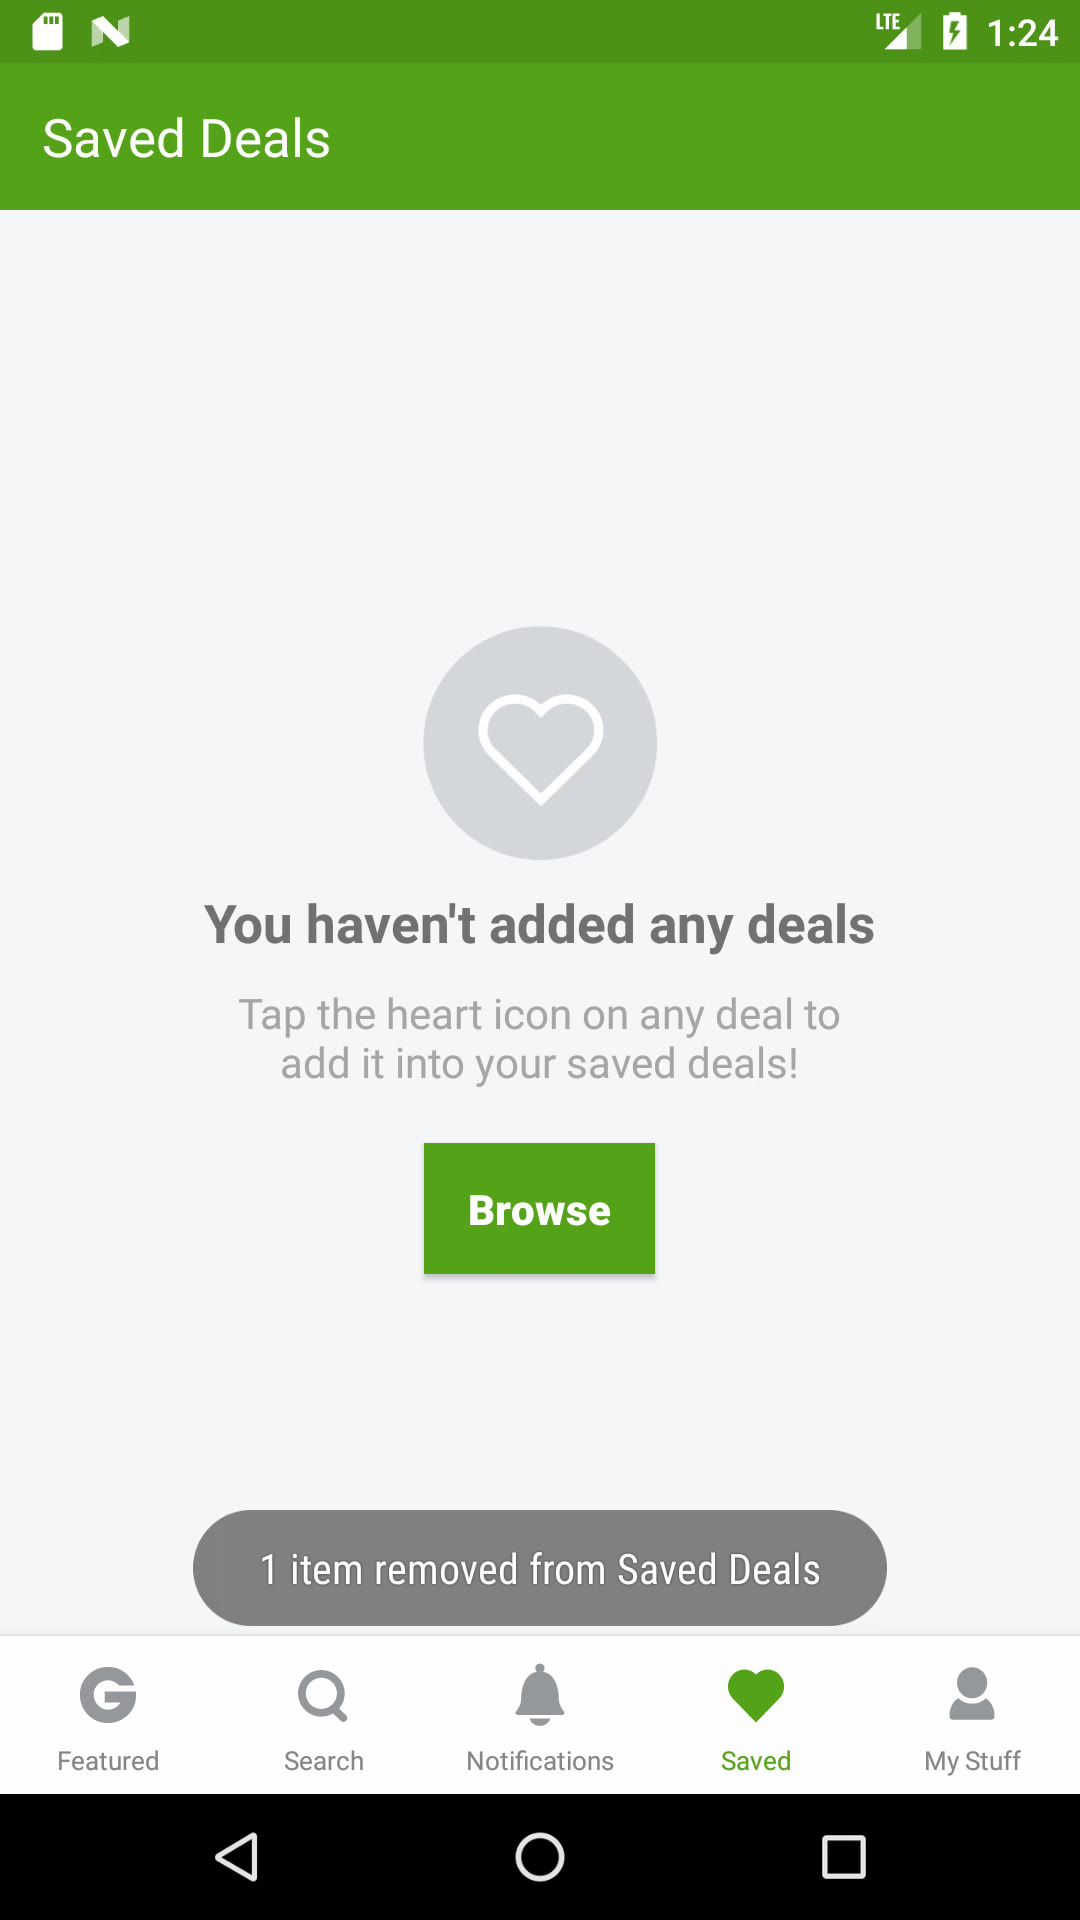 LTE 1:24
Saved Deals
You haven't added any deals
Tap the heart icon on any deal to
add it into your saved deals!
Browse
1 item removed from Saved Deals
Featured Search Notifications Saved My Stuff